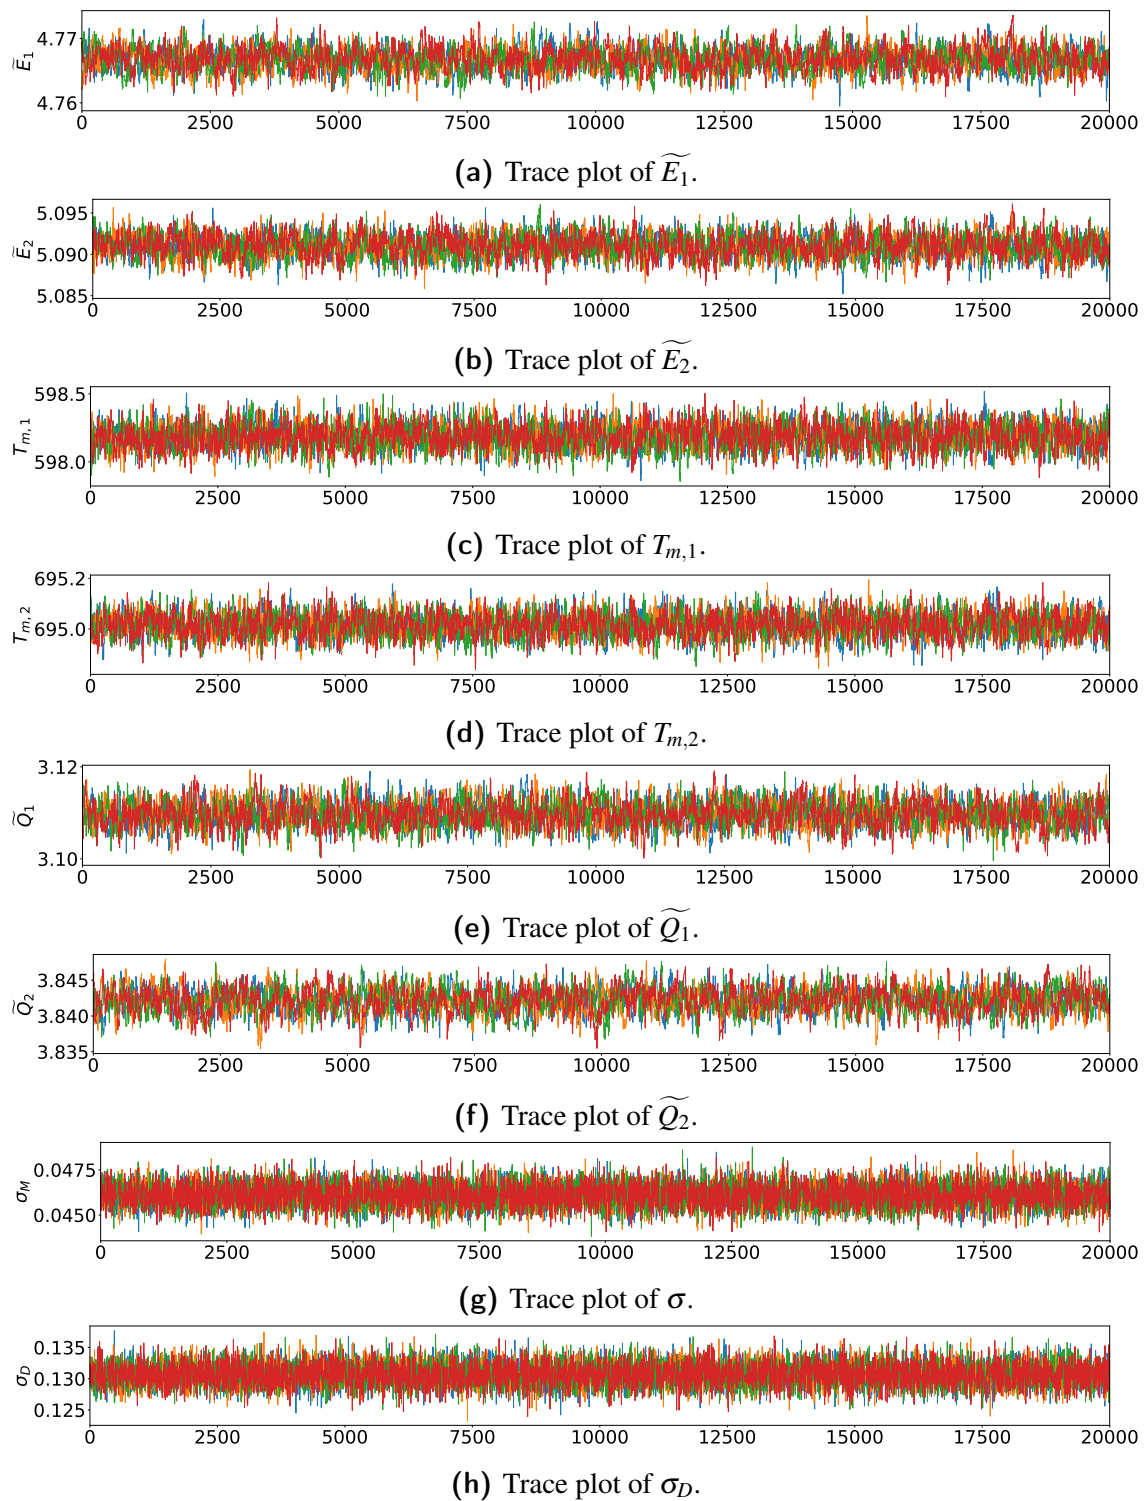 4.77
4.76
Ẽ₁
0 2500 5000 7500 10000 12500 15000 17500 20000
(a) Trace plot of Ẽ₁.
5.095
5.090
5.085
Ẽ₂
0 2500 5000 7500 10000 12500 15000 17500 20000
(b) Trace plot of Ẽ₂.
598.5
598.0
Tₘ,₁
0 2500 5000 7500 10000 12500 15000 17500 20000
(c) Trace plot of Tₘ,₁.
695.2
695.0
Tₘ,₂
0 2500 5000 7500 10000 12500 15000 17500 20000
(d) Trace plot of Tₘ,₂.
3.12
3.10
Q̃₁
0 2500 5000 7500 10000 12500 15000 17500 20000
(e) Trace plot of Q̃₁.
3.845
3.840
3.835
Q̃₂
0 2500 5000 7500 10000 12500 15000 17500 20000
(f) Trace plot of Q̃₂.
0.0475
0.0450
σ_M
0 2500 5000 7500 10000 12500 15000 17500 20000
(g) Trace plot of σ.
0.135
0.130
0.125
σ_D
0 2500 5000 7500 10000 12500 15000 17500 20000
(h) Trace plot of σ_D.